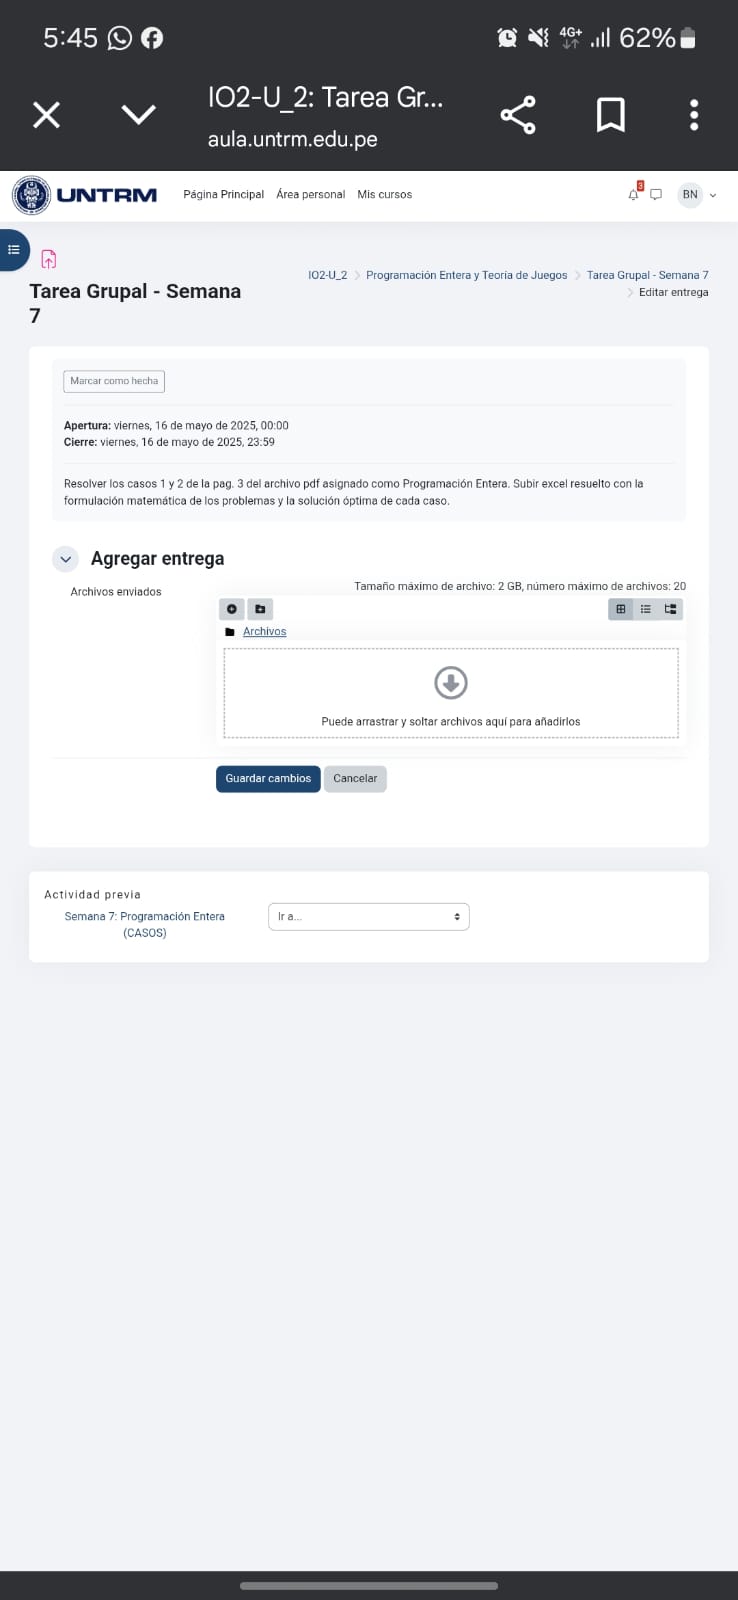 5:45
4G+
62%
IO2-U_2: Tarea Gr...
aula.untrm.edu.pe
UNTRM
Página Principal Área personal Mis cursos
3
BN
IO2-U_2 Programación Entera y Teoría de Juegos Tarea Grupal - Semana 7
Editar entrega
Tarea Grupal - Semana
7
Marcar como hecha
Apertura: viernes, 16 de mayo de 2025, 00:00
Cierre: viernes, 16 de mayo de 2025, 23:59
Resolver los casos 1 y 2 de la pag. 3 del archivo pdf asignado como Programación Entera. Subir excel resuelto con la
formulación matemática de los problemas y la solución óptima de cada caso.
Agregar entrega
Archivos enviados
Tamaño máximo de archivo: 2 GB, número máximo de archivos: 20
Archivos
Puede arrastrar y soltar archivos aquí para añadirlos
Guardar cambios
Cancelar
Actividad previa
Semana 7: Programación Entera
(CASOS)
Ir a...